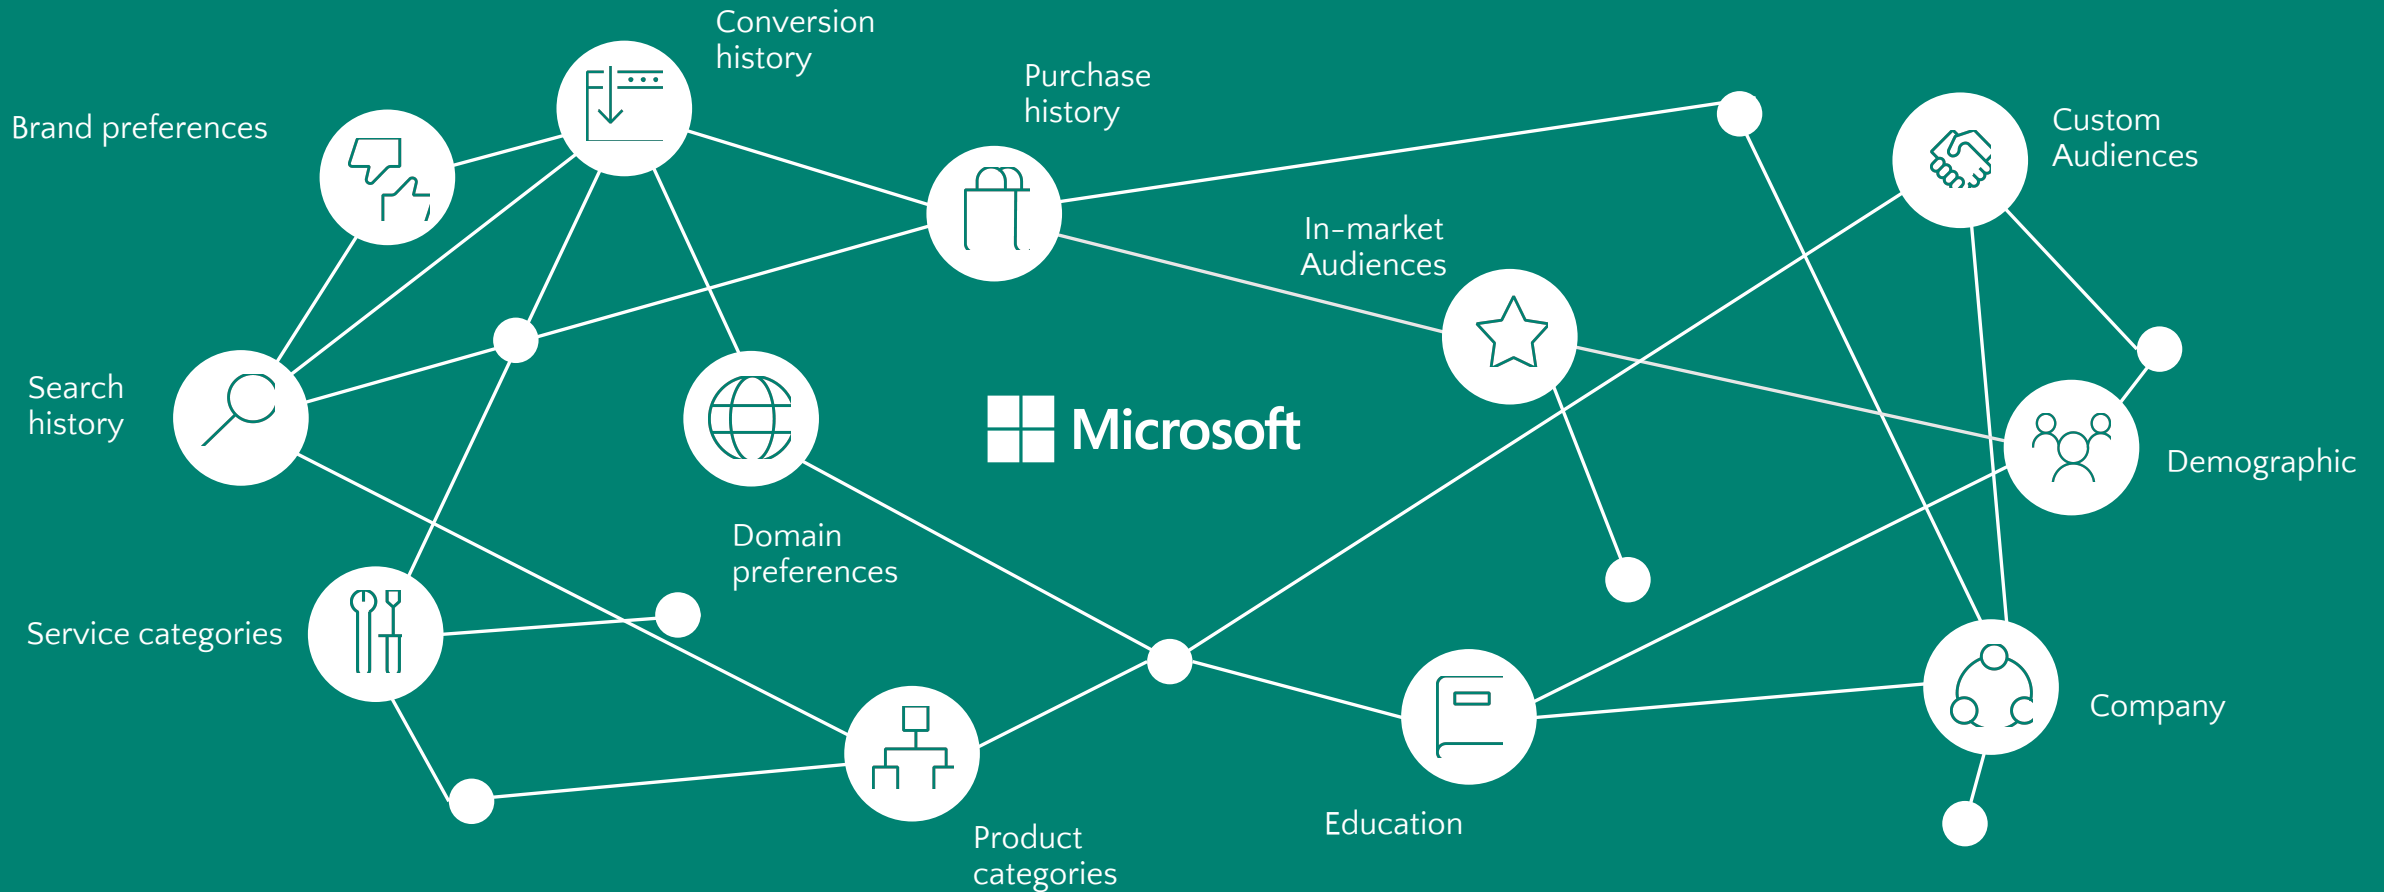 Conversion
history
Purchase
history
Brand preferences
Custom
Audiences
In-market
Audiences
Search
history
Microsoft
Demographic
Domain
preferences
Service categories
Company
Education
Product
categories